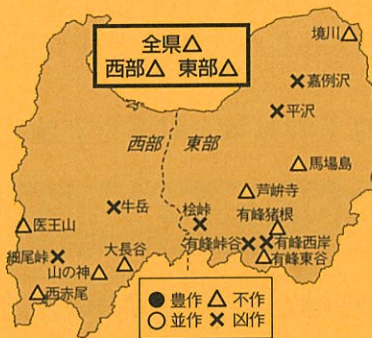 全県△
西部△ 東部△
境川
嘉例沢
平沢
西部 東部
馬場島
芦峅寺
牛岳
桧峠
有峰猪根
医王山
有峰峠谷
有峰西岸
有峰東谷
細尾峠
大長谷
山の神
西赤尾
● 豊作 △ 不作
○ 並作 × 凶作